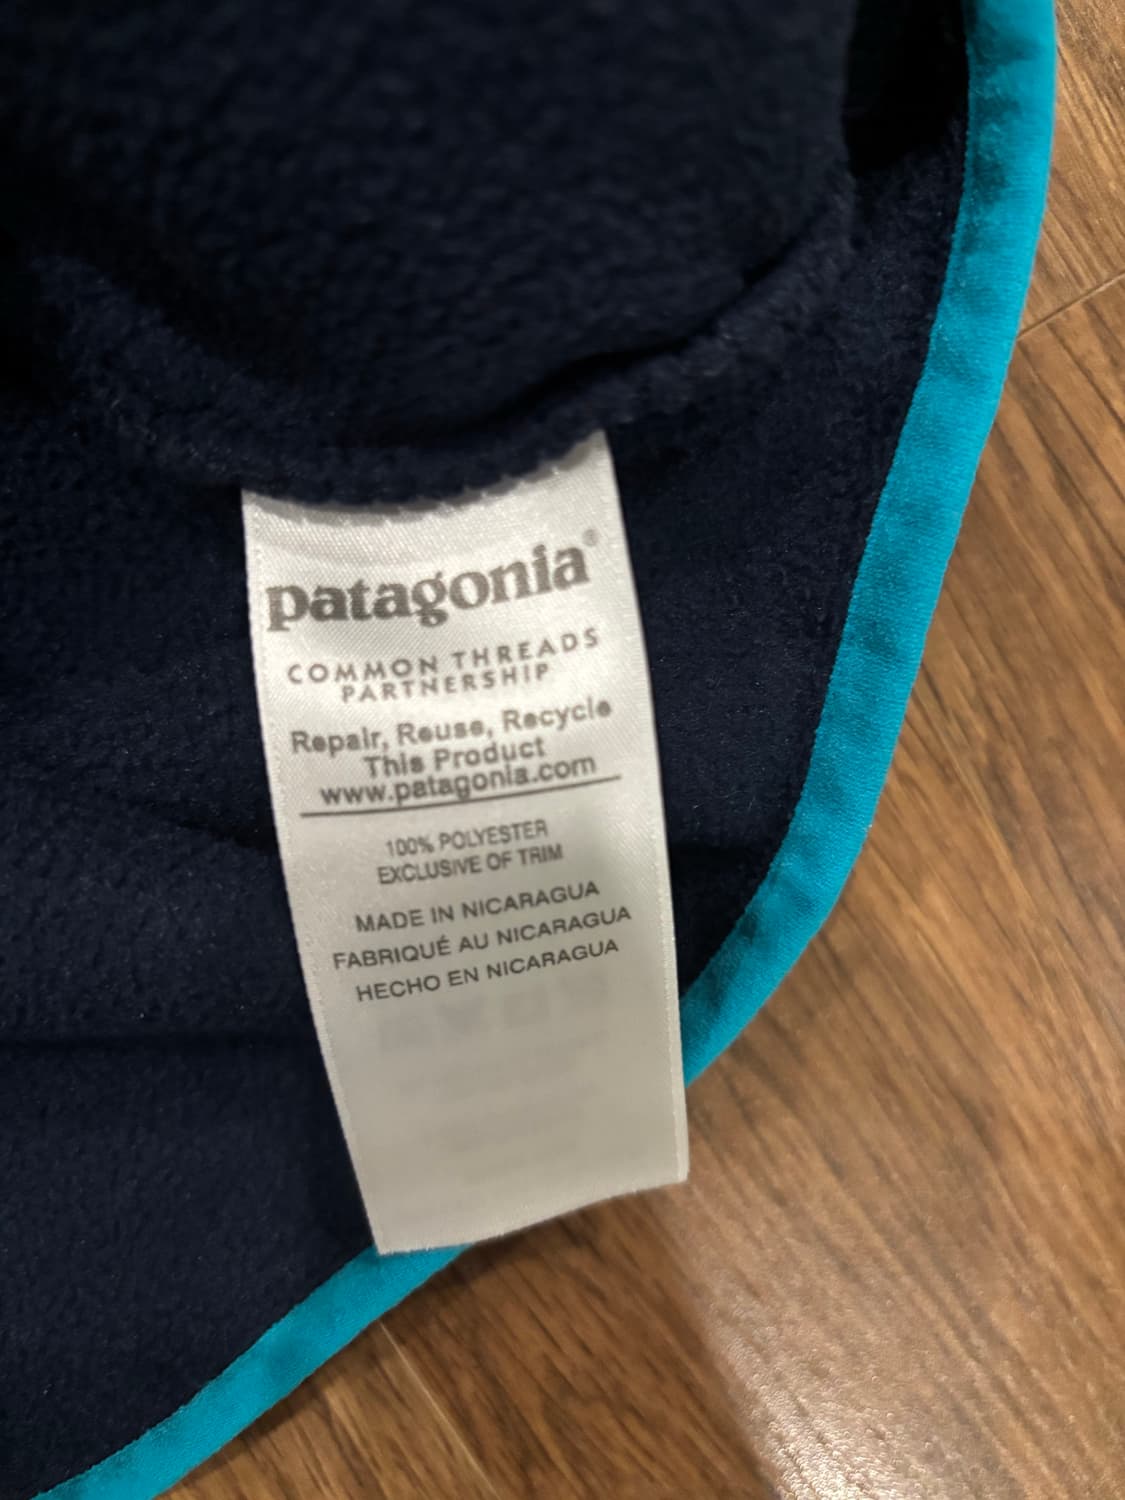 patagonia®
COMMON THREADS
PARTNERSHIP
Repair, Reuse, Recycle
This Product
www.patagonia.com
100% POLYESTER
EXCLUSIVE OF TRIM
MADE IN NICARAGUA
FABRIQUÉ AU NICARAGUA
HECHO EN NICARAGUA